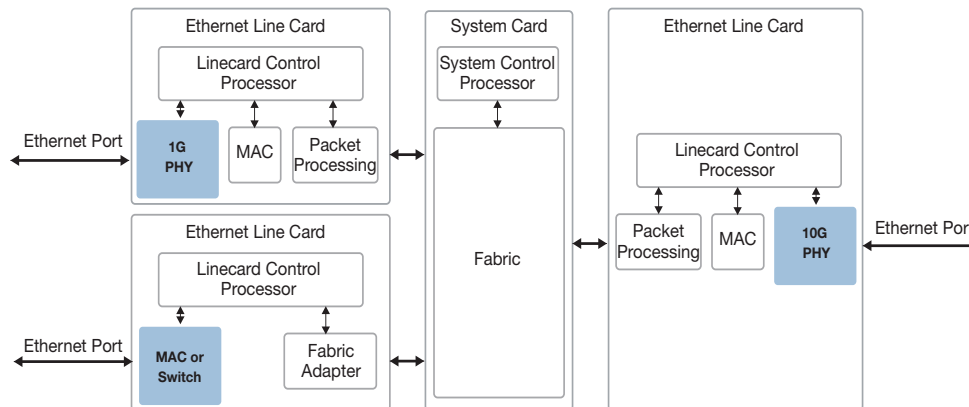 Ethernet Line Card
Linecard Control
Processor
Ethernet Port
1G
PHY
MAC
Packet
Processing
Ethernet Line Card
Linecard Control
Processor
Ethernet Port
MAC or
Switch
Fabric
Adapter
System Card
System Control
Processor
Fabric
Ethernet Line Card
Linecard Control
Processor
Packet
Processing
MAC
10G
PHY
Ethernet Port